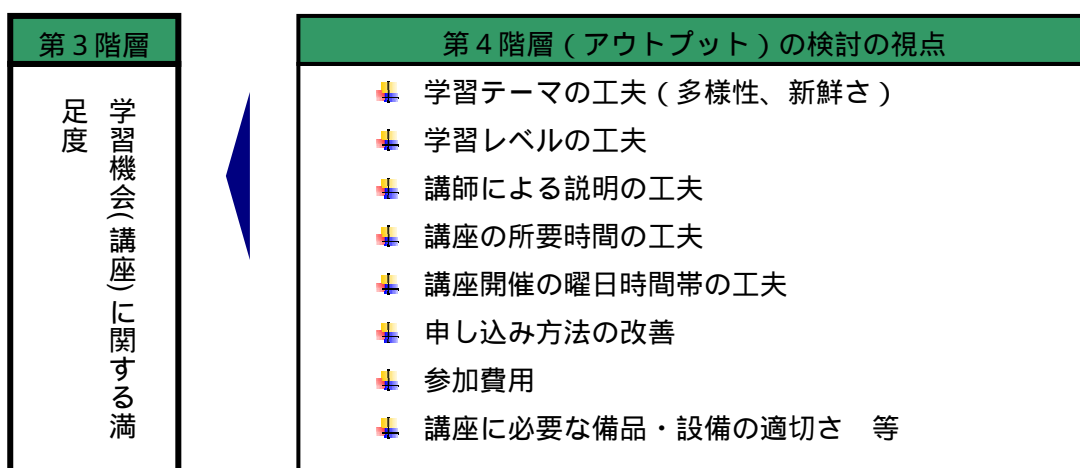 第３階層
学習機会(講座)に関する満
足度
第４階層（アウトプット）の検討の視点
学習テーマの工夫（多様性、新鮮さ）
学習レベルの工夫
講師による説明の工夫
講座の所要時間の工夫
講座開催の曜日時間帯の工夫
申し込み方法の改善
参加費用
講座に必要な備品・設備の適切さ　等